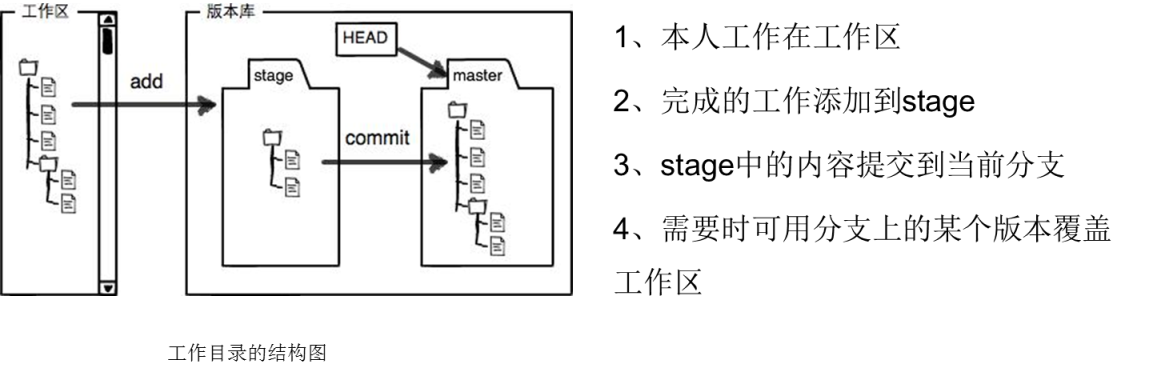 工作区
版本库
HEAD
stage
master
add
commit
工作目录的结构图
1、本人工作在工作区
2、完成的工作添加到stage
3、stage中的内容提交到当前分支
4、需要时可用分支上的某个版本覆盖
工作区